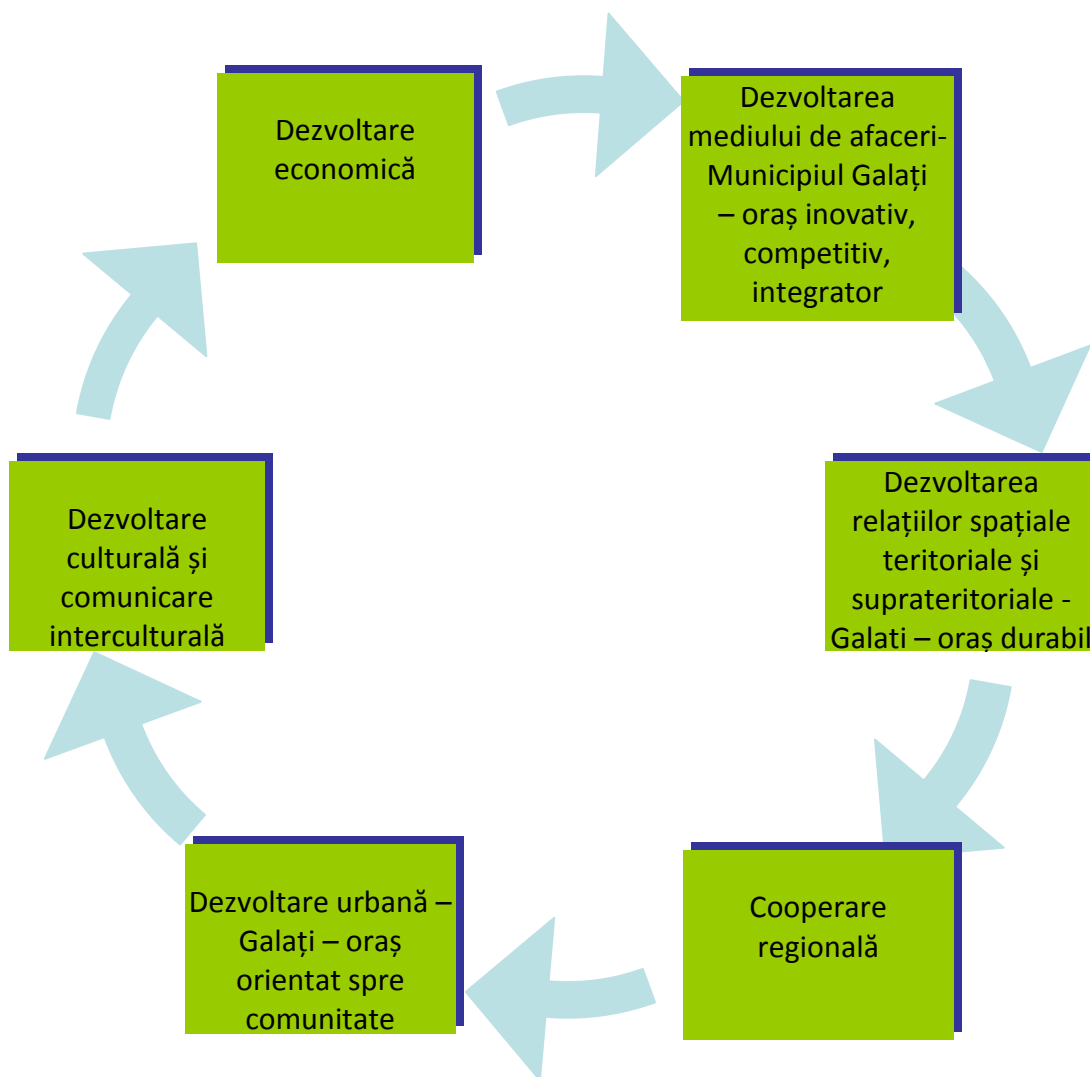 Dezvoltare
economică
Dezvoltarea
mediului de afaceri-
Municipiul Galați
– oraș inovativ,
competitiv,
integrator
Dezvoltarea
relațiilor spațiale
teritoriale și
suprateritoriale -
Galati – oraș durabil
Cooperare
regională
Dezvoltare urbană –
Galați – oraș
orientat spre
comunitate
Dezvoltare
culturală și
comunicare
interculturală